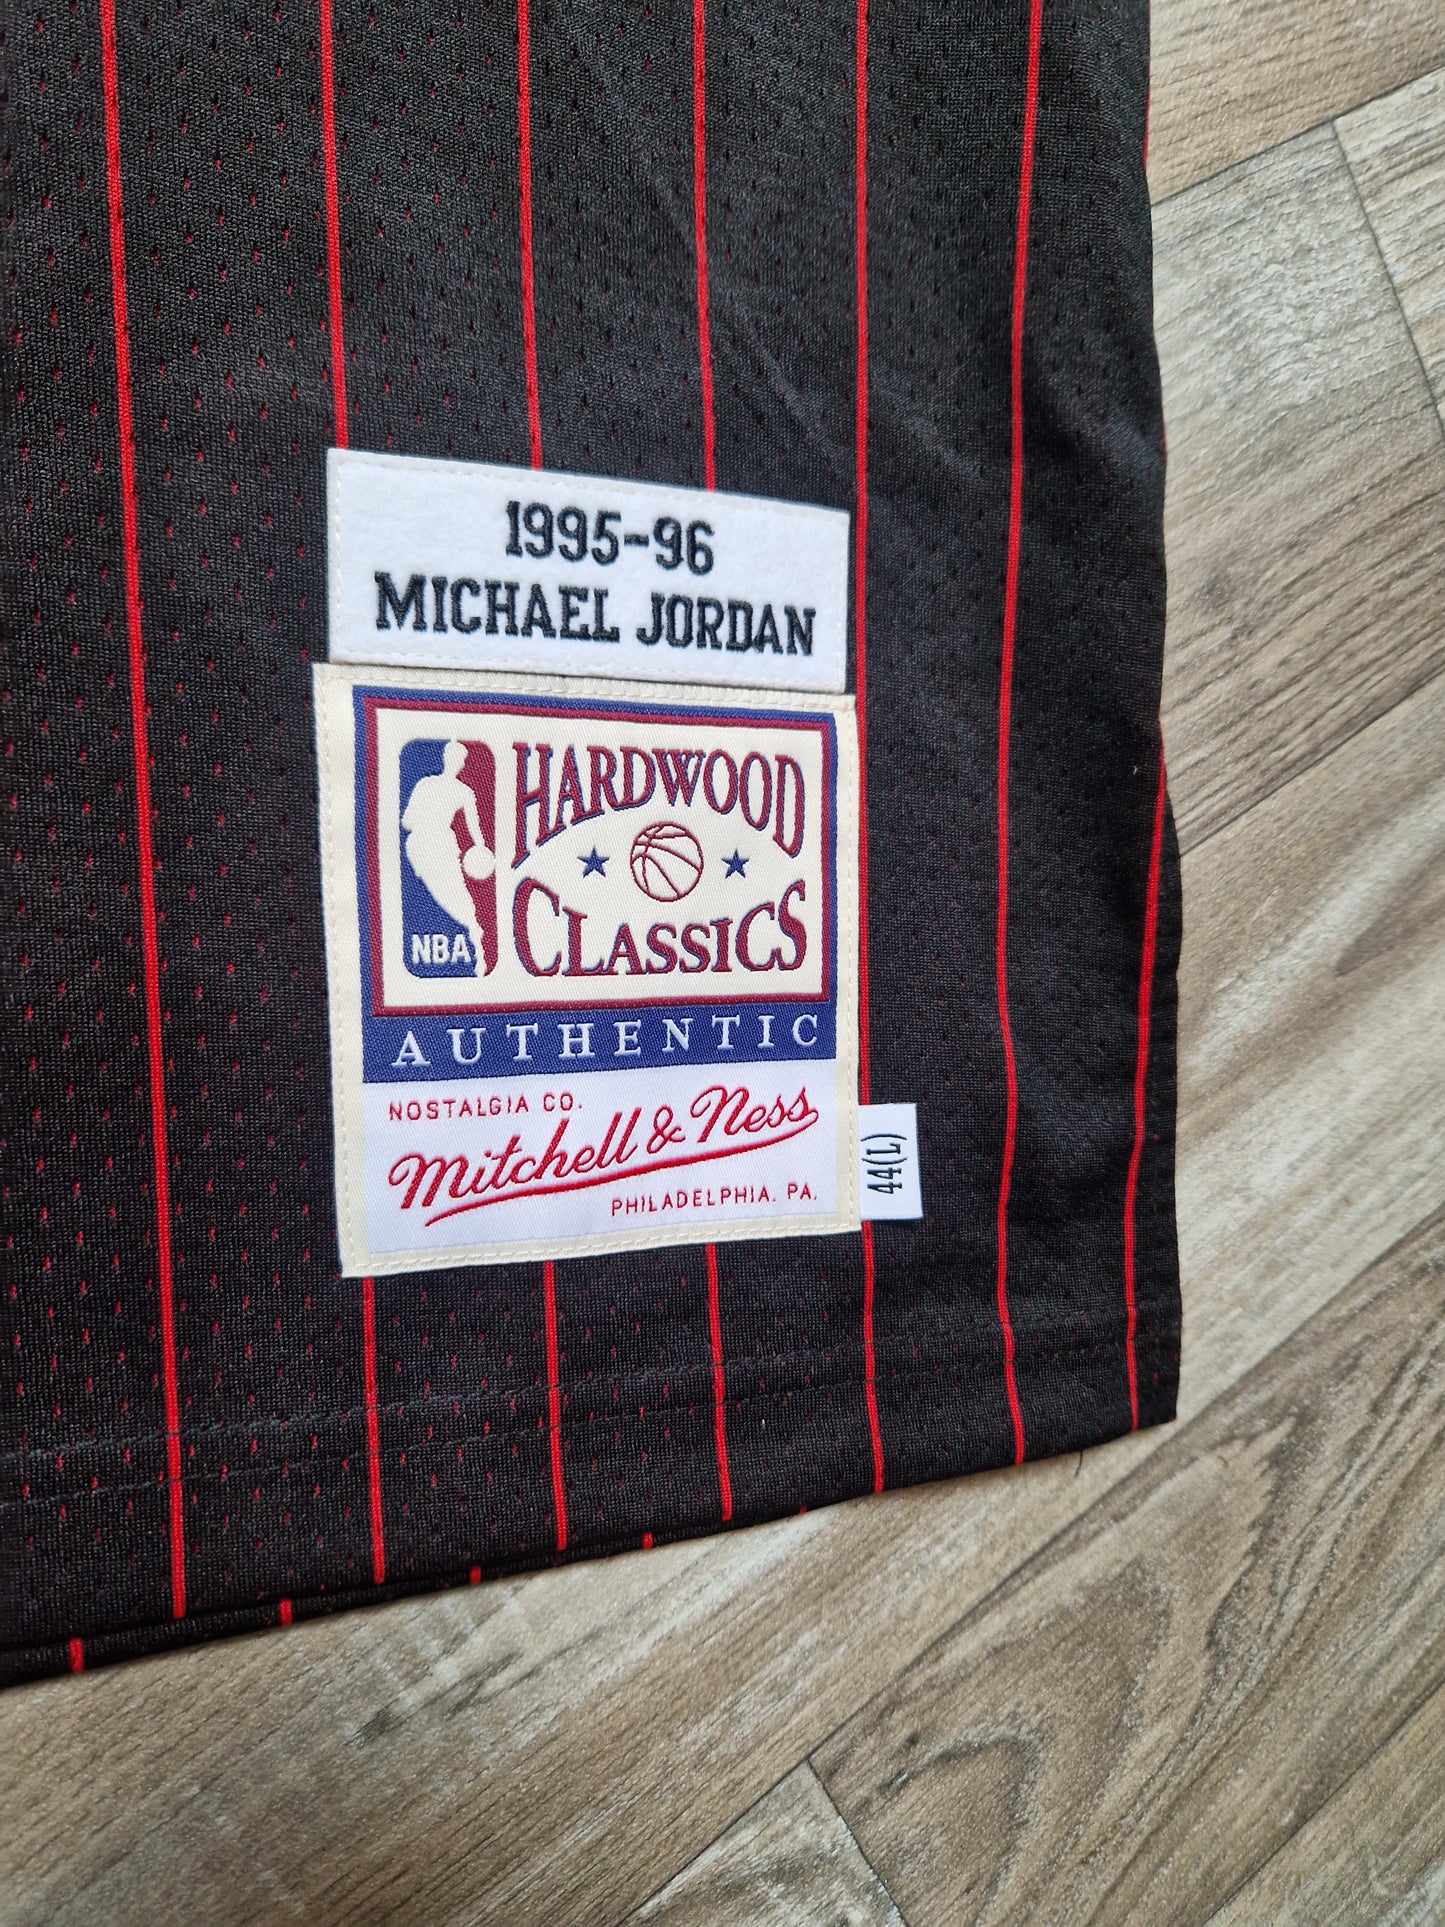 1995-96
MICHAEL JORDAN
HARDWOOD
CLASSICS
NBA
AUTHENTIC
NOSTALGIA CO.
Mitchell & Ness
PHILADELPHIA. PA.
44(L)